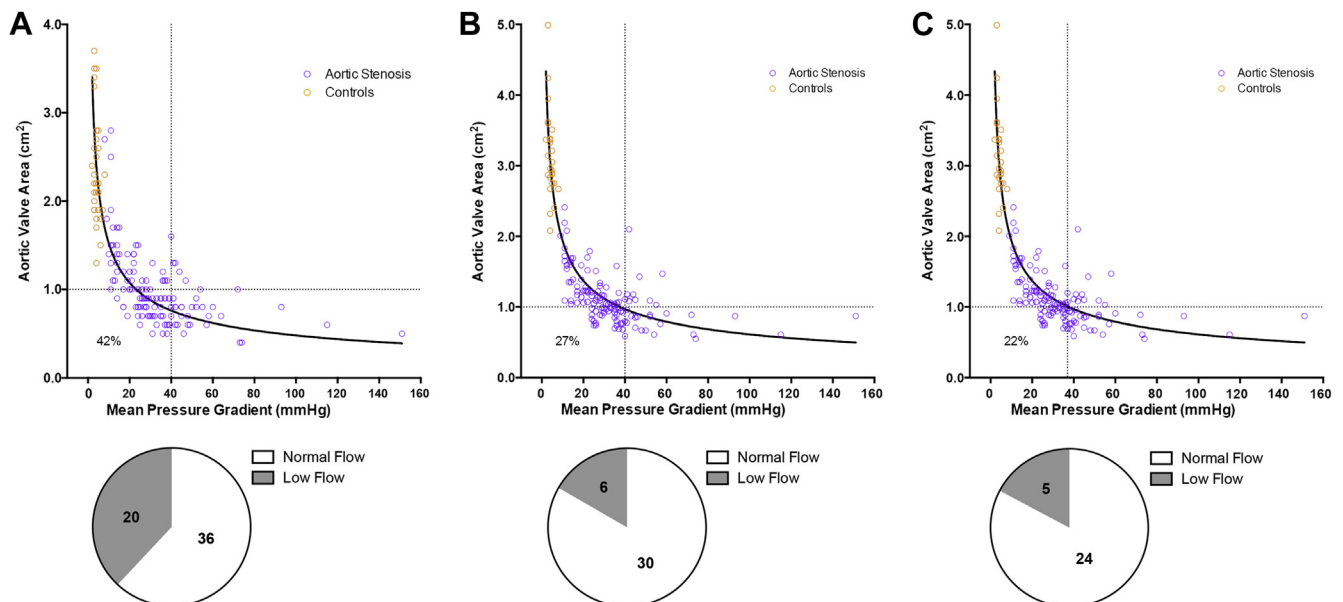 A
4.0
3.0
2.0
1.0
0.0
Aortic Valve Area (cm²)
Aortic Stenosis
Controls
42%
0 20 40 60 80 100 120 140 160
Mean Pressure Gradient (mmHg)
Normal Flow
Low Flow
20
36
B
5.0
4.0
3.0
2.0
1.0
0.0
Aortic Valve Area (cm²)
Aortic Stenosis
Controls
27%
0 20 40 60 80 100 120 140 160
Mean Pressure Gradient (mmHg)
Normal Flow
Low Flow
6
30
C
5.0
4.0
3.0
2.0
1.0
0.0
Aortic Valve Area (cm²)
Aortic Stenosis
Controls
22%
0 20 40 60 80 100 120 140 160
Mean Pressure Gradient (mmHg)
Normal Flow
Low Flow
5
24